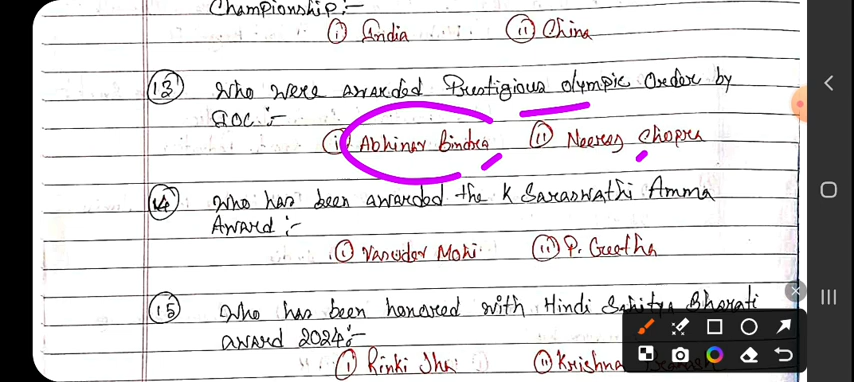 Championship:-
(i) India (ii) China
(13) Who were awarded Prestigious Olympic Order by
IOC:-
(i) Abhinav Bindra (ii) Neeraj Chopra
(14) Who has been awarded the K Saraswathi Amma
Award:-
(i) Vasudev Mohi (ii) P. Geetha
(15) Who has been honored with Hindi Sahitya Bharati
award 2024:-
(i) Rinki Jha (ii) Krishna